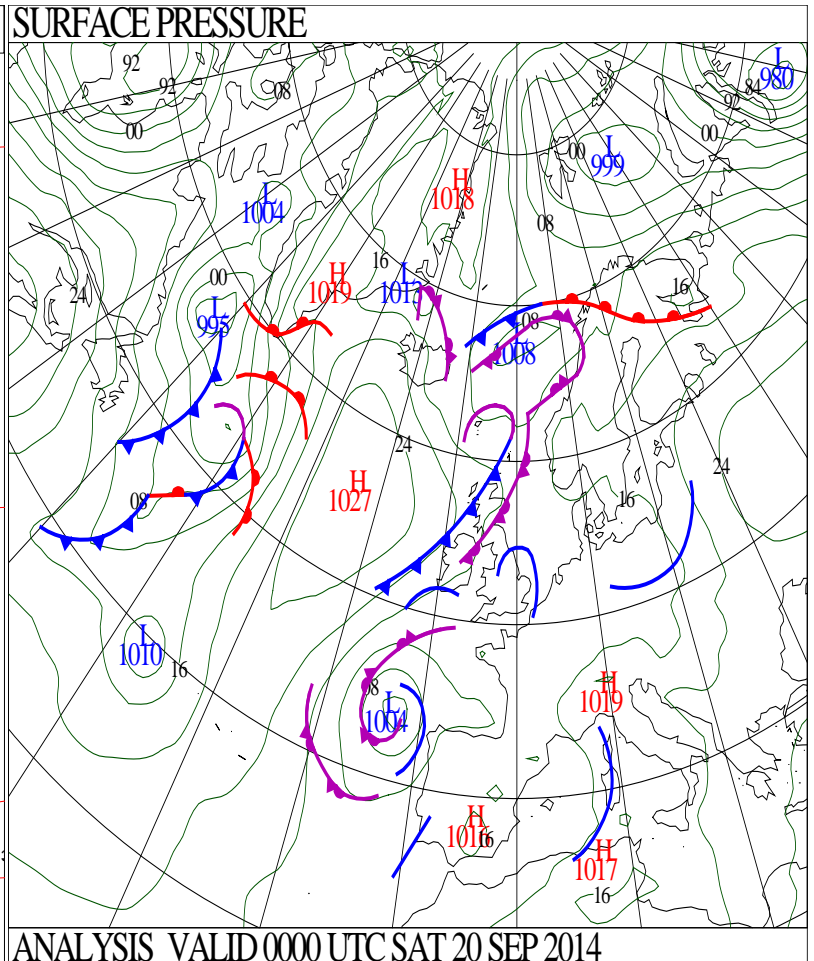 SURFACE PRESSURE
L
980
92
92
84
92
08
00
00
L
999
00
H
1018
L
1004
08
16
H
1019
L
1013
00
16
24
L
995
08
L
1008
24
24
H
1027
08
16
L
1010
16
08
L
1004
H
1019
H
1016
16
H
1017
16
ANALYSIS VALID 0000 UTC SAT 20 SEP 2014